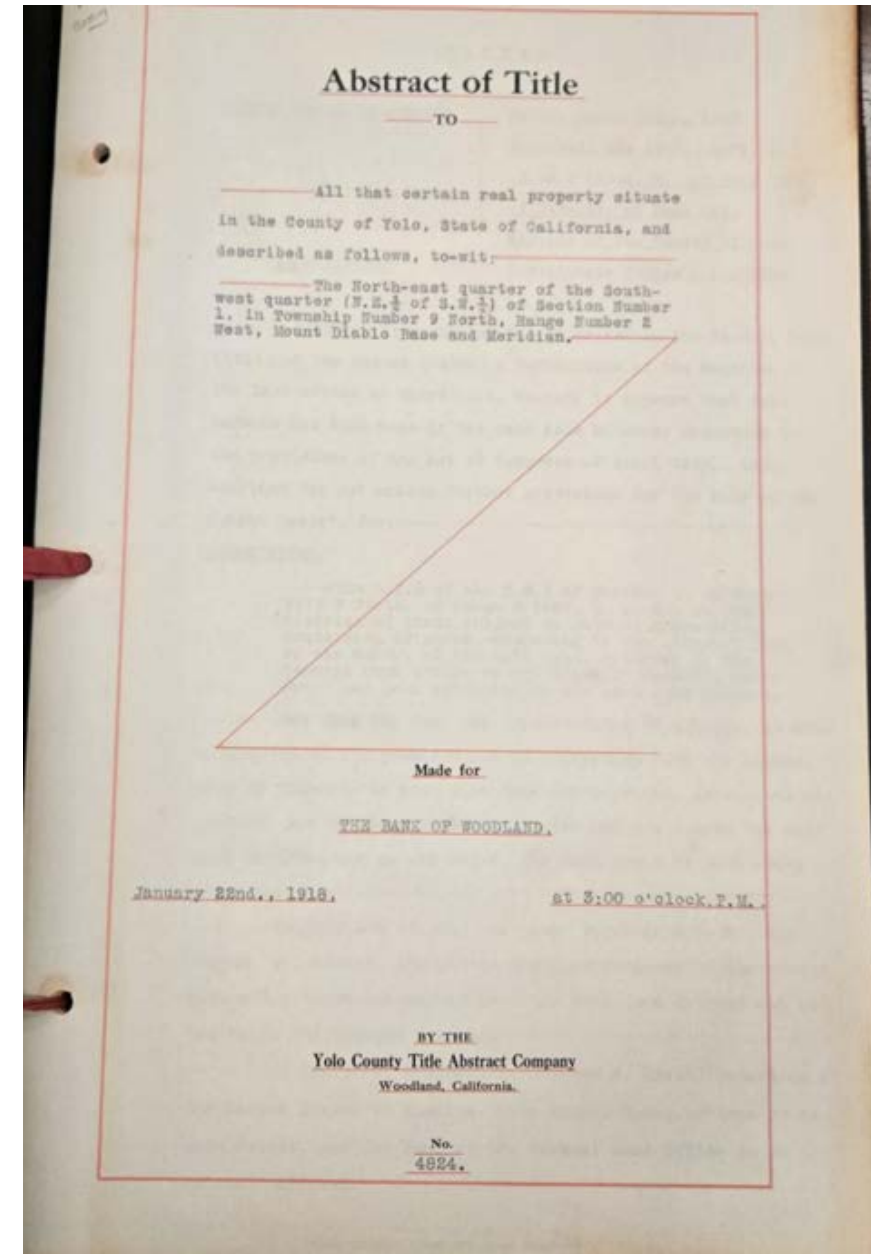 Copy
Abstract of Title
TO
All that certain real property situate
in the County of Yolo, State of California, and
described as follows, to-wit;
The North-east quarter of the South-
west quarter (N.E.¼ of S.W.¼) of Section Number
1, in Township Number 9 North, Range Number 2
West, Mount Diablo Base and Meridian.
Made for
THE BANK OF WOODLAND.
January 22nd., 1918, at 3:00 o'clock.P.M.
BY THE
Yolo County Title Abstract Company
Woodland, California.
No.
4824.